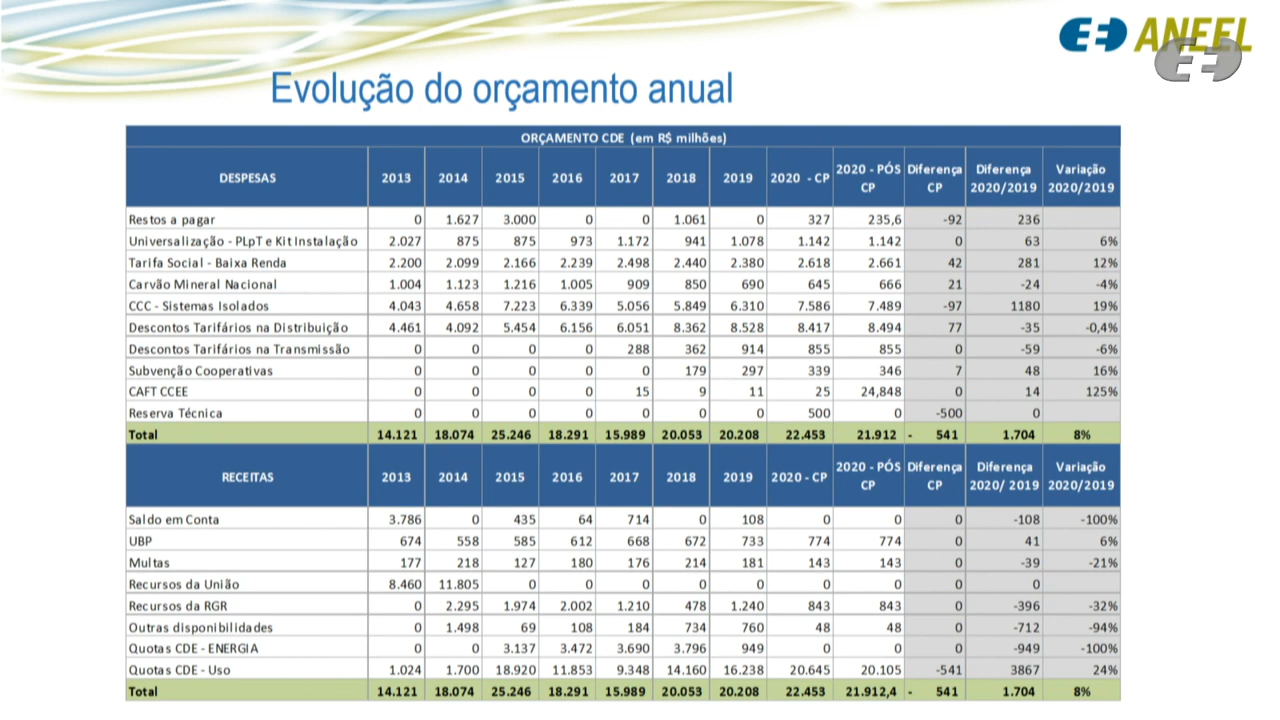 ANEEL
Evolução do orçamento anual
ORÇAMENTO CDE (em R$ milhões)
DESPESAS 2013 2014 2015 2016 2017 2018 2019 2020 - CP 2020 - PÓS CP Diferença CP Diferença 2020/2019 Variação 2020/2019
Restos a pagar 0 1.627 3.000 0 0 1.061 0 327 235,6 -92 236
Universalização - PLpT e Kit Instalação 2.027 875 875 973 1.172 941 1.078 1.142 1.142 0 63 6%
Tarifa Social - Baixa Renda 2.200 2.099 2.166 2.239 2.498 2.440 2.380 2.618 2.661 42 281 12%
Carvão Mineral Nacional 1.004 1.123 1.216 1.005 909 850 690 645 666 21 -24 -4%
CCC - Sistemas Isolados 4.043 4.658 7.223 6.339 5.056 5.849 6.310 7.586 7.489 -97 1180 19%
Descontos Tarifários na Distribuição 4.461 4.092 5.454 6.156 6.051 8.362 8.528 8.417 8.494 77 -35 -0,4%
Descontos Tarifários na Transmissão 0 0 0 0 288 362 914 855 855 0 -59 -6%
Subvenção Cooperativas 0 0 0 0 0 179 297 339 346 7 48 16%
CAFT CCEE 0 0 0 0 15 9 11 25 24,848 0 14 125%
Reserva Técnica 0 0 0 0 0 0 0 500 0 -500 0
Total 14.121 18.074 25.246 18.291 15.989 20.053 20.208 22.453 21.912 - 541 1.704 8%
RECEITAS 2013 2014 2015 2016 2017 2018 2019 2020 - CP 2020 - PÓS CP Diferença CP Diferença 2020/ 2019 Variação 2020/2019
Saldo em Conta 3.786 0 435 64 714 0 108 0 0 0 -108 -100%
UBP 674 558 585 612 668 672 733 774 774 0 41 6%
Multas 177 218 127 180 176 214 181 143 143 0 -39 -21%
Recursos da União 8.460 11.805 0 0 0 0 0 0 0 0 0
Recursos da RGR 0 2.295 1.974 2.002 1.210 478 1.240 843 843 0 -396 -32%
Outras disponibilidades 0 1.498 69 108 184 734 760 48 48 0 -712 -94%
Quotas CDE - ENERGIA 0 0 3.137 3.472 3.690 3.796 949 0 0 0 -949 -100%
Quotas CDE - Uso 1.024 1.700 18.920 11.853 9.348 14.160 16.238 20.645 20.105 -541 3867 24%
Total 14.121 18.074 25.246 18.291 15.989 20.053 20.208 22.453 21.912,4 - 541 1.704 8%